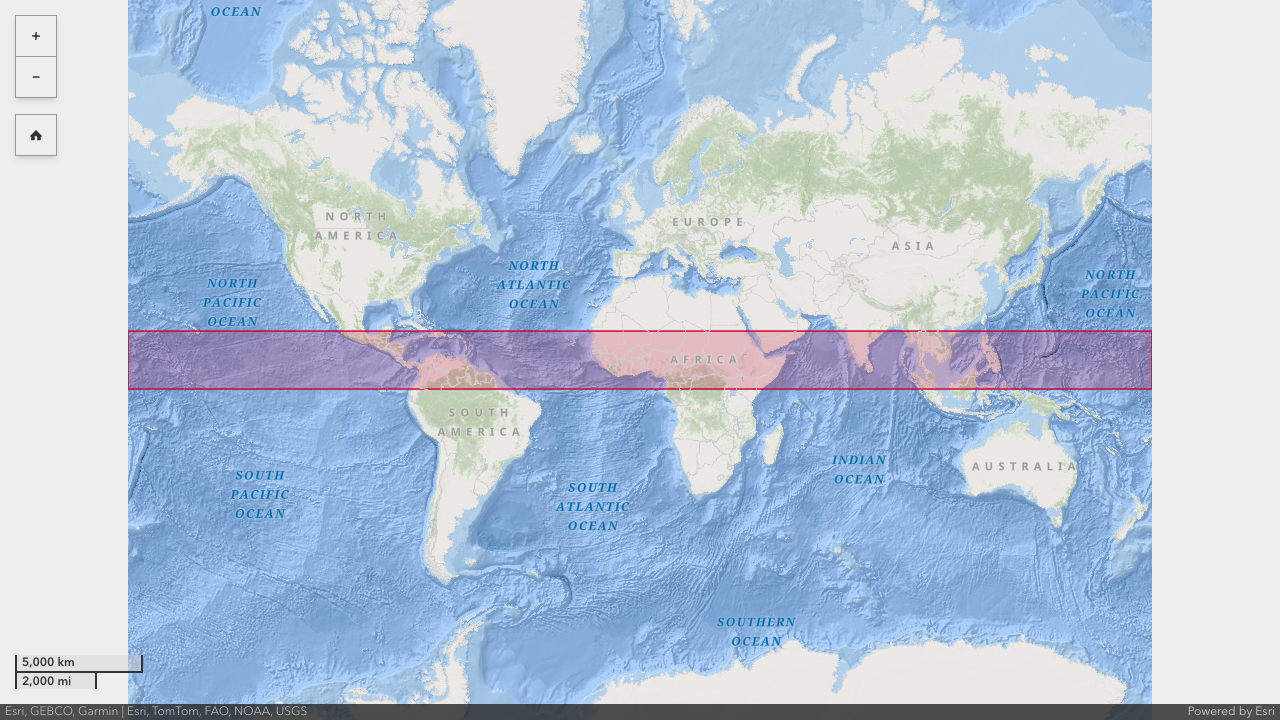 OCEAN
+
−
NORTH
AMERICA
EUROPE
ASIA
NORTH
ATLANTIC
OCEAN
NORTH
PACIFIC
OCEAN
NORTH
PACIFIC
OCEAN
AFRICA
SOUTH
AMERICA
INDIAN
OCEAN
AUSTRALIA
SOUTH
PACIFIC
OCEAN
SOUTH
ATLANTIC
OCEAN
SOUTHERN
OCEAN
5,000 km
2,000 mi
Esri, GEBCO, Garmin | Esri, TomTom, FAO, NOAA, USGS
Powered by Esri